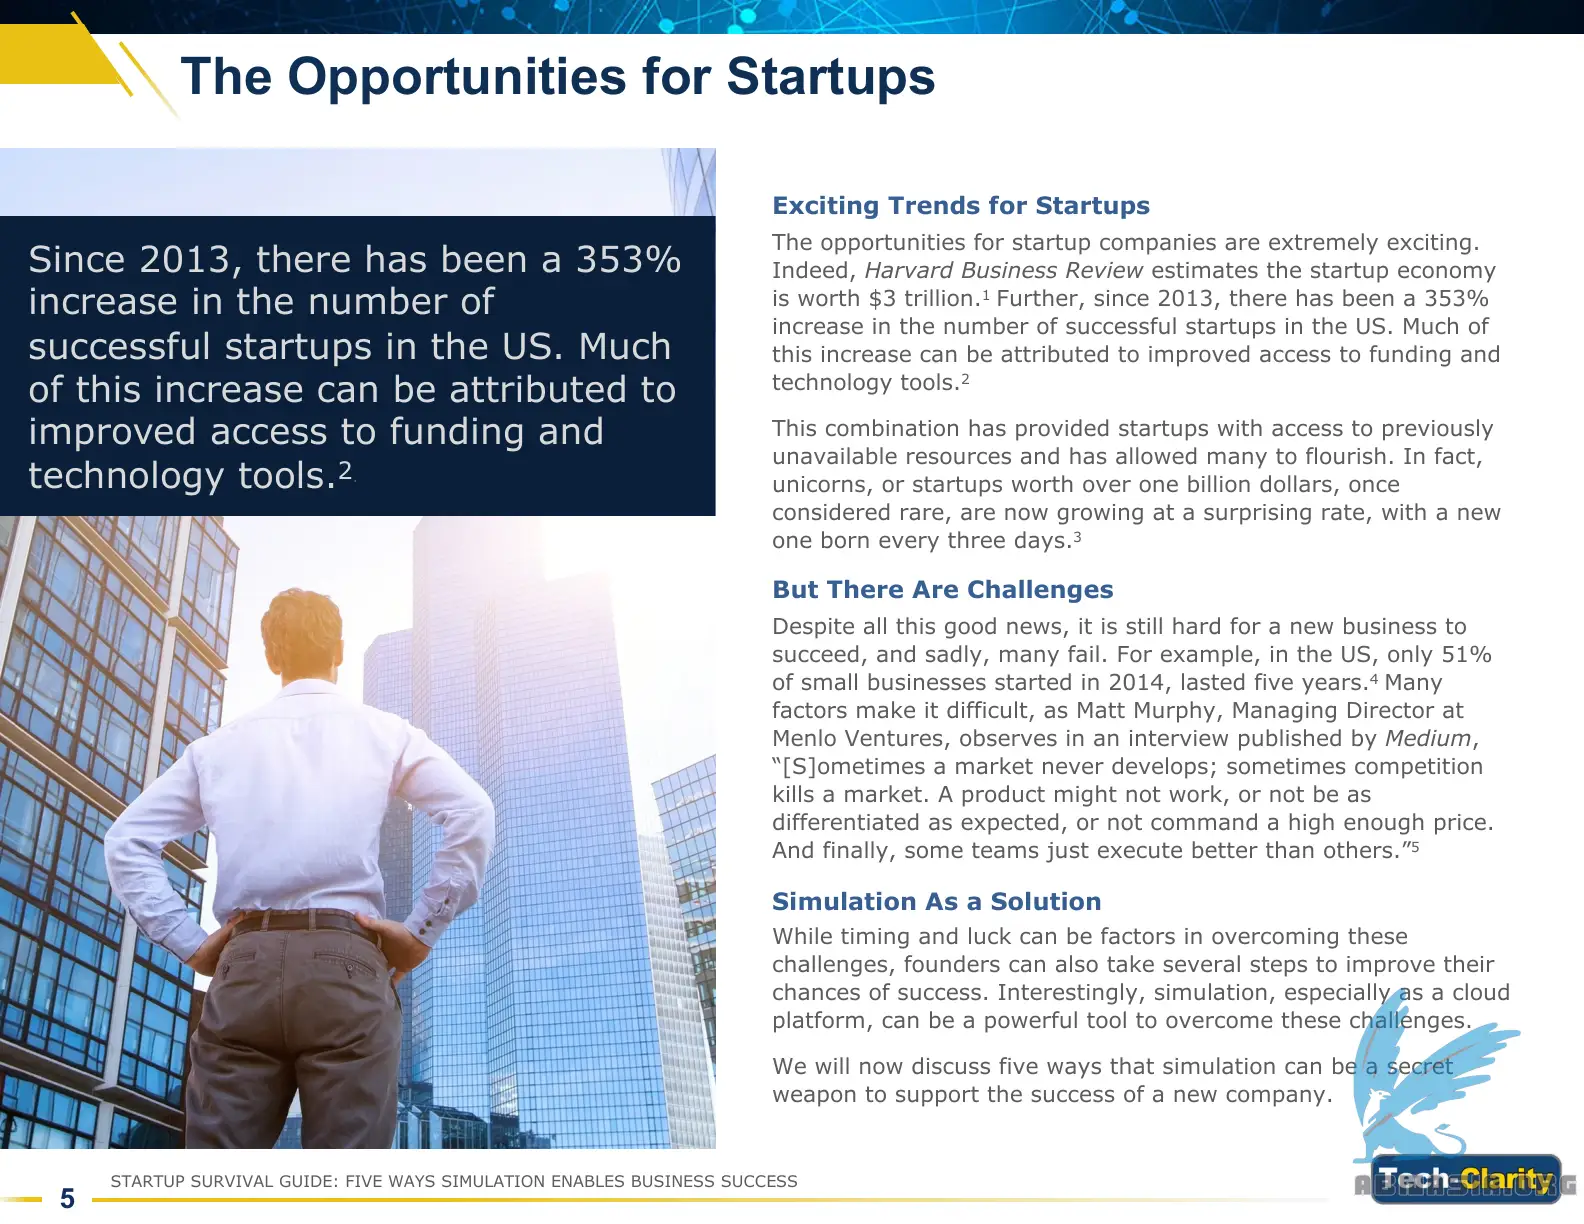 The Opportunities for Startups
Since 2013, there has been a 353%
increase in the number of
successful startups in the US. Much
of this increase can be attributed to
improved access to funding and
technology tools.2
Exciting Trends for Startups
The opportunities for startup companies are extremely exciting.
Indeed, Harvard Business Review estimates the startup economy
is worth $3 trillion.1 Further, since 2013, there has been a 353%
increase in the number of successful startups in the US. Much of
this increase can be attributed to improved access to funding and
technology tools.2
This combination has provided startups with access to previously
unavailable resources and has allowed many to flourish. In fact,
unicorns, or startups worth over one billion dollars, once
considered rare, are now growing at a surprising rate, with a new
one born every three days.3
But There Are Challenges
Despite all this good news, it is still hard for a new business to
succeed, and sadly, many fail. For example, in the US, only 51%
of small businesses started in 2014, lasted five years.4 Many
factors make it difficult, as Matt Murphy, Managing Director at
Menlo Ventures, observes in an interview published by Medium,
“[S]ometimes a market never develops; sometimes competition
kills a market. A product might not work, or not be as
differentiated as expected, or not command a high enough price.
And finally, some teams just execute better than others.”5
Simulation As a Solution
While timing and luck can be factors in overcoming these
challenges, founders can also take several steps to improve their
chances of success. Interestingly, simulation, especially as a cloud
platform, can be a powerful tool to overcome these challenges.
We will now discuss five ways that simulation can be a secret
weapon to support the success of a new company.
5
STARTUP SURVIVAL GUIDE: FIVE WAYS SIMULATION ENABLES BUSINESS SUCCESS
Tech-Clarity